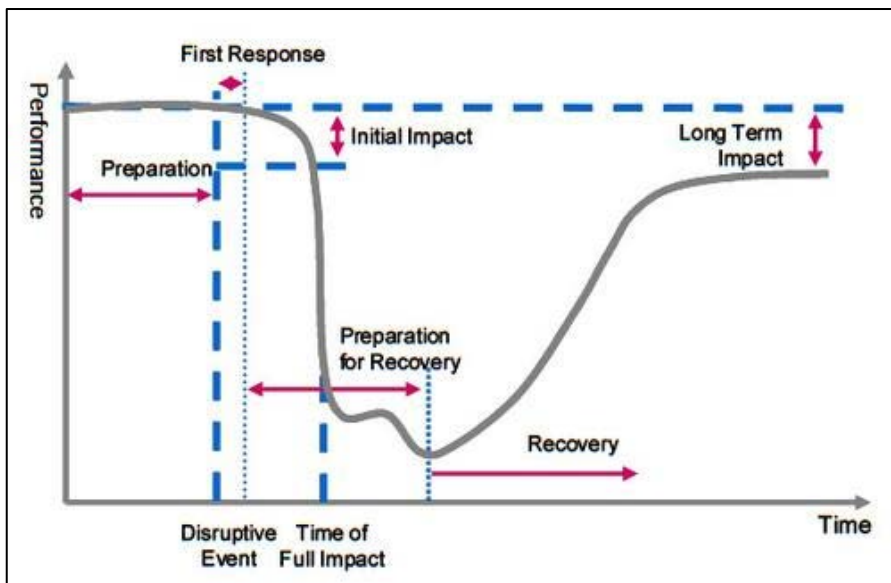 First Response
Performance
Initial Impact
Long Term
Impact
Preparation
Preparation
for Recovery
Recovery
Time
Disruptive
Event
Time of
Full Impact